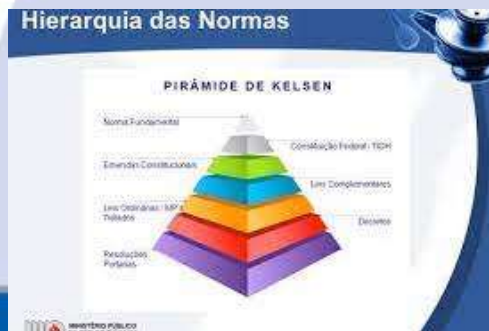 Hierarquia das Normas
PIRÂMIDE DE KELSEN
Norma Fundamental
Constituição Federal - TIDH
Emendas Constitucionais
Leis Complementares
Leis Ordinárias - MP e
Tratados
Decretos
Resoluções
Portarias
MINISTÉRIO PÚBLICO